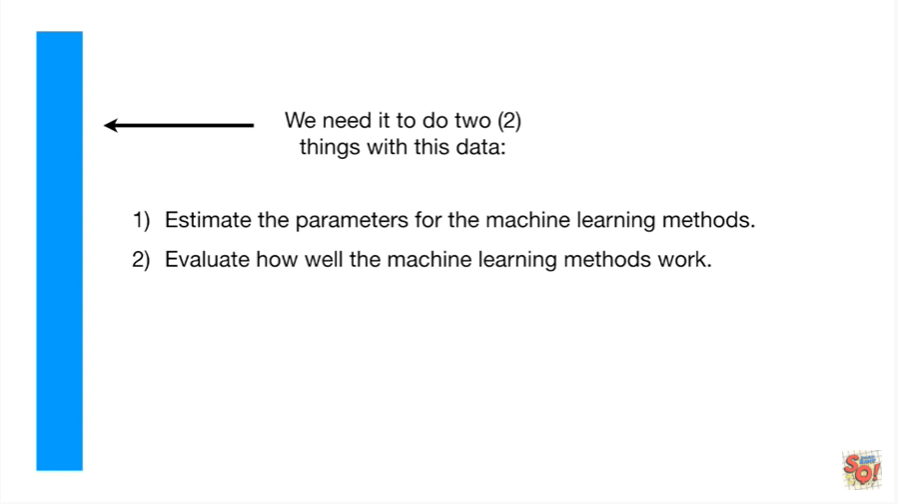 We need it to do two (2)
things with this data:
1) Estimate the parameters for the machine learning methods.
2) Evaluate how well the machine learning methods work.
SQ!